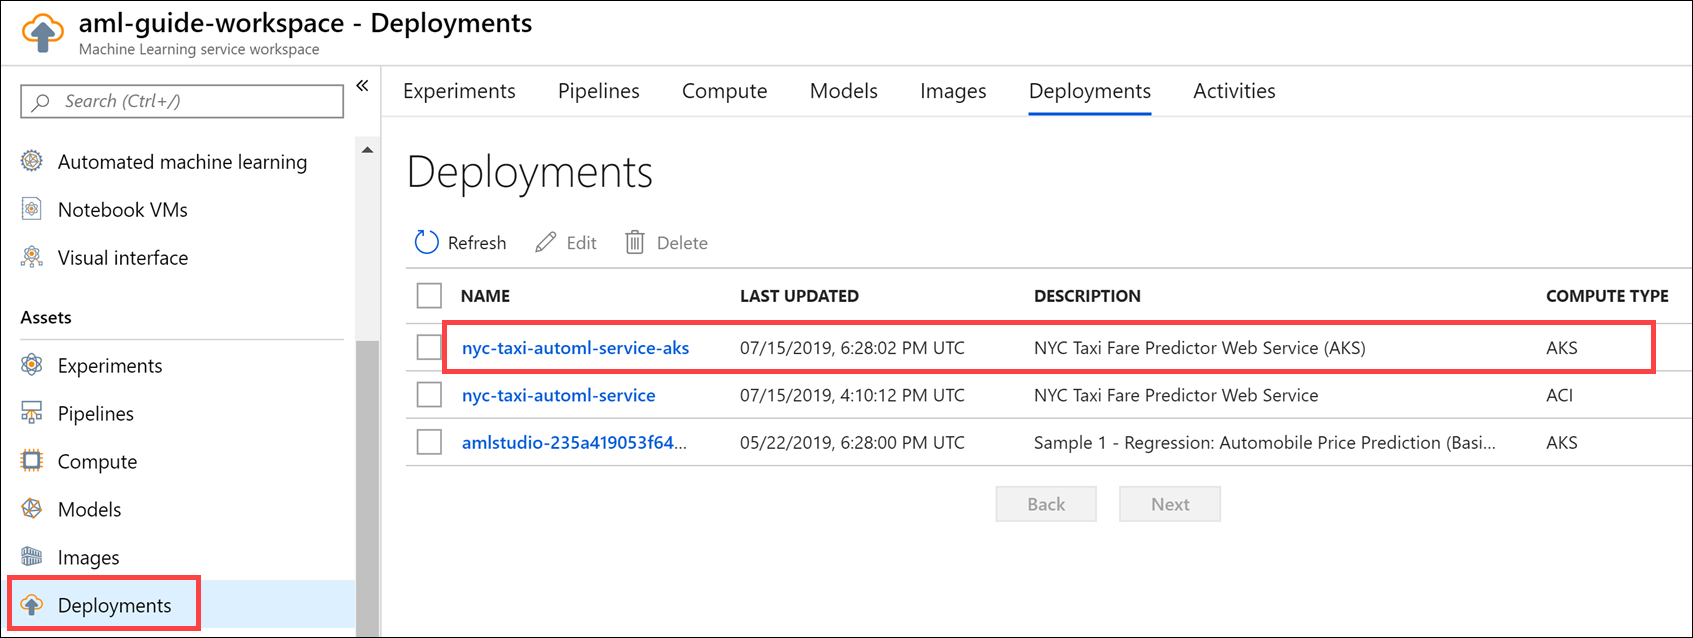 aml-guide-workspace - Deployments
Machine Learning service workspace
Search (Ctrl+/)
«
Automated machine learning
Notebook VMs
Visual interface
Assets
Experiments
Pipelines
Compute
Models
Images
Deployments
Experiments Pipelines Compute Models Images Deployments Activities
Deployments
Refresh Edit Delete
NAME LAST UPDATED DESCRIPTION COMPUTE TYPE
nyc-taxi-automl-service-aks 07/15/2019, 6:28:02 PM UTC NYC Taxi Fare Predictor Web Service (AKS) AKS
nyc-taxi-automl-service 07/15/2019, 4:10:12 PM UTC NYC Taxi Fare Predictor Web Service ACI
amlstudio-235a419053f64... 05/22/2019, 6:28:00 PM UTC Sample 1 - Regression: Automobile Price Prediction (Basi... AKS
Back Next